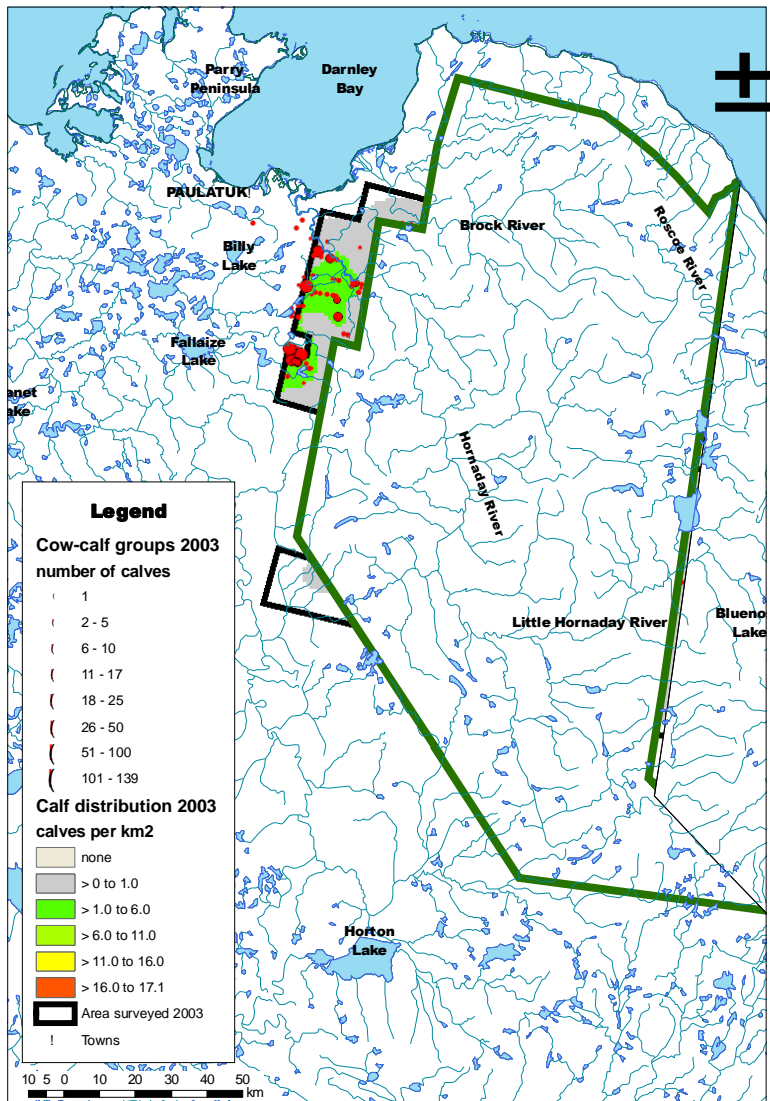 Parry
Peninsula
Darnley
Bay
PAULATUK!
Brock River
Roscoe River
Billy
Lake
Fallaize
Lake
anet
ake
Hornaday River
Little Hornaday River
Blueno
Lake
Horton
Lake
Legend
Cow-calf groups 2003
number of calves
( 1
( 2 - 5
( 6 - 10
( 11 - 17
( 18 - 25
( 26 - 50
( 51 - 100
( 101 - 139
Calf distribution 2003
calves per km2
none
> 0 to 1.0
> 1.0 to 6.0
> 6.0 to 11.0
> 11.0 to 16.0
> 16.0 to 17.1
Area surveyed 2003
! Towns
10 5 0 10 20 30 40 50
km